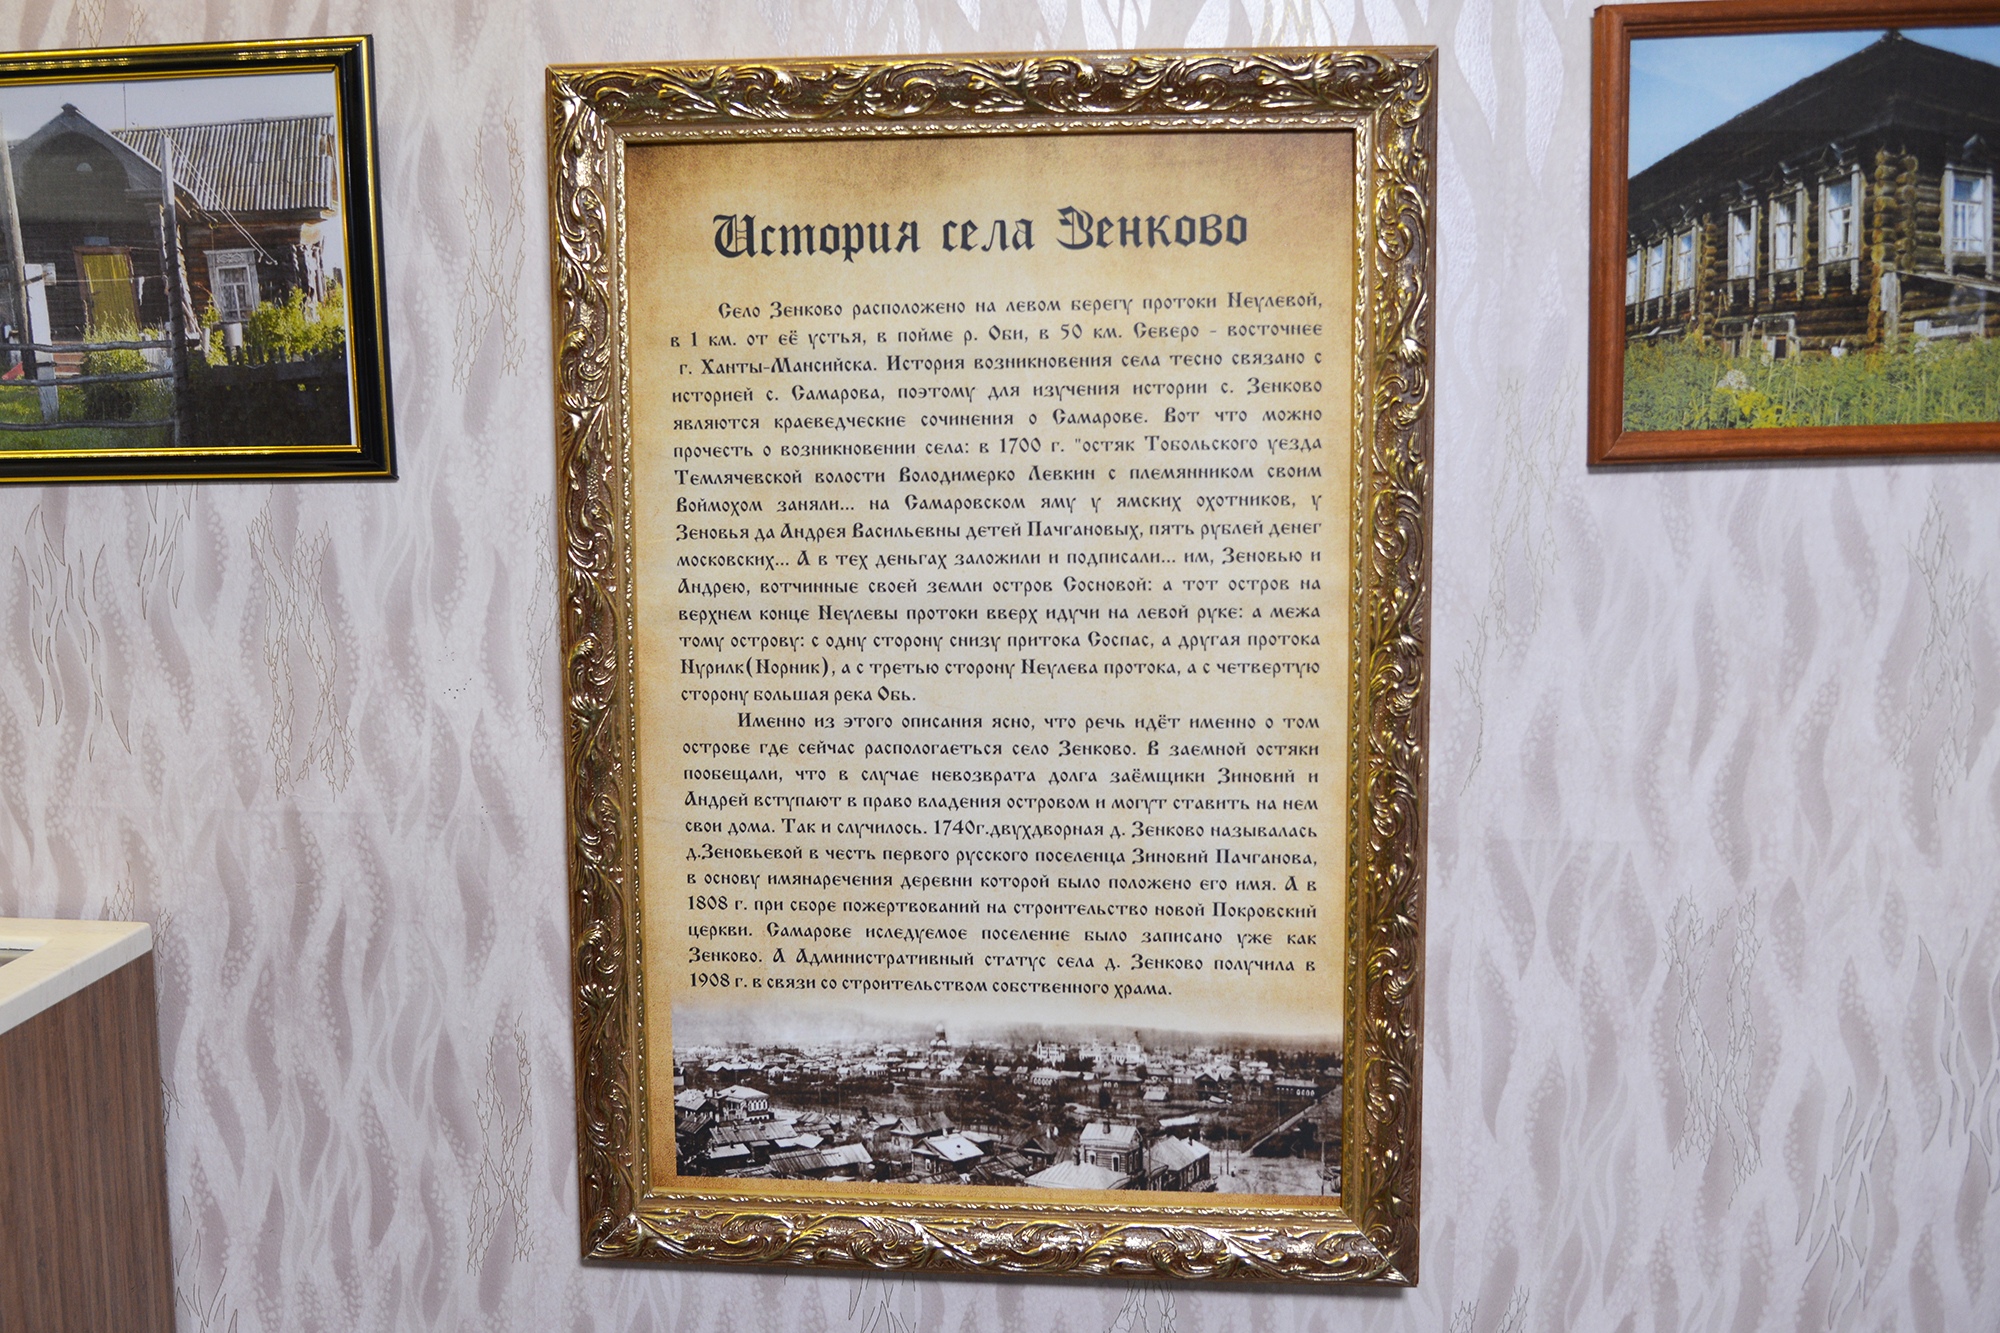 История села Зенково
Село Зенково расположено на левом берегу протоки Неулевой,
в 1 км. от её устья, в пойме р. Оби, в 50 км. Северо - восточнее
г. Ханты-Мансийска. История возникновения села тесно связано с
историей с. Самарова, поэтому для изучения истории с. Зенково
являются краеведческие сочинения о Самарове. Вот что можно
прочесть о возникновении села: в 1700 г. "остяк Тобольского уезда
Темлячевской волости Володимерко Левкин с племянником своим
Воймохом заняли... на Самаровском яму у ямских охотников, у
Зеновья да Андрея Васильевны детей Пачгановых, пять рублей денег
московских... А в тех деньгах заложили и подписали... им, Зеновью и
Андрею, вотчинные своей земли остров Сосновой: а тот остров на
верхнем конце Неулевы протоки вверх идучи на левой руке: а межа
тому острову: с одну сторону снизу притока Соспас, а другая протока
Нурилк(Норник), а с третью сторону Неулева протока, а с четвертую
сторону большая река Обь.
Именно из этого описания ясно, что речь идёт именно о том
острове где сейчас распологаеться село Зенково. В заемной остяки
пообещали, что в случае невозврата долга заёмщики Зиновий и
Андрей вступают в право владения островом и могут ставить на нем
свои дома. Так и случилось. 1740г.двухдворная д. Зенково называлась
д.Зеновьевой в честь первого русского поселенца Зиновий Пачганова,
в основу имянаречения деревни которой было положено его имя. А в
1808 г. при сборе пожертвований на строительство новой Покровский
церкви. Самарове иследуемое поселение было записано уже как
Зенково. А Административный статус села д. Зенково получила в
1908 г. в связи со строительством собственного храма.